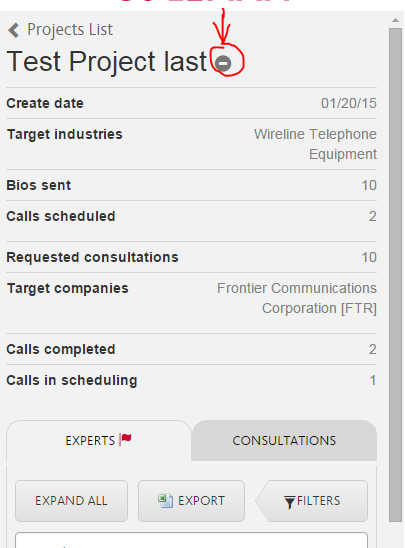 Projects List
Test Project last
Create date 01/20/15
Target industries Wireline Telephone
Equipment
Bios sent 10
Calls scheduled 2
Requested consultations 10
Target companies Frontier Communications
Corporation [FTR]
Calls completed 2
Calls in scheduling 1
EXPERTS CONSULTATIONS
EXPAND ALL EXPORT FILTERS